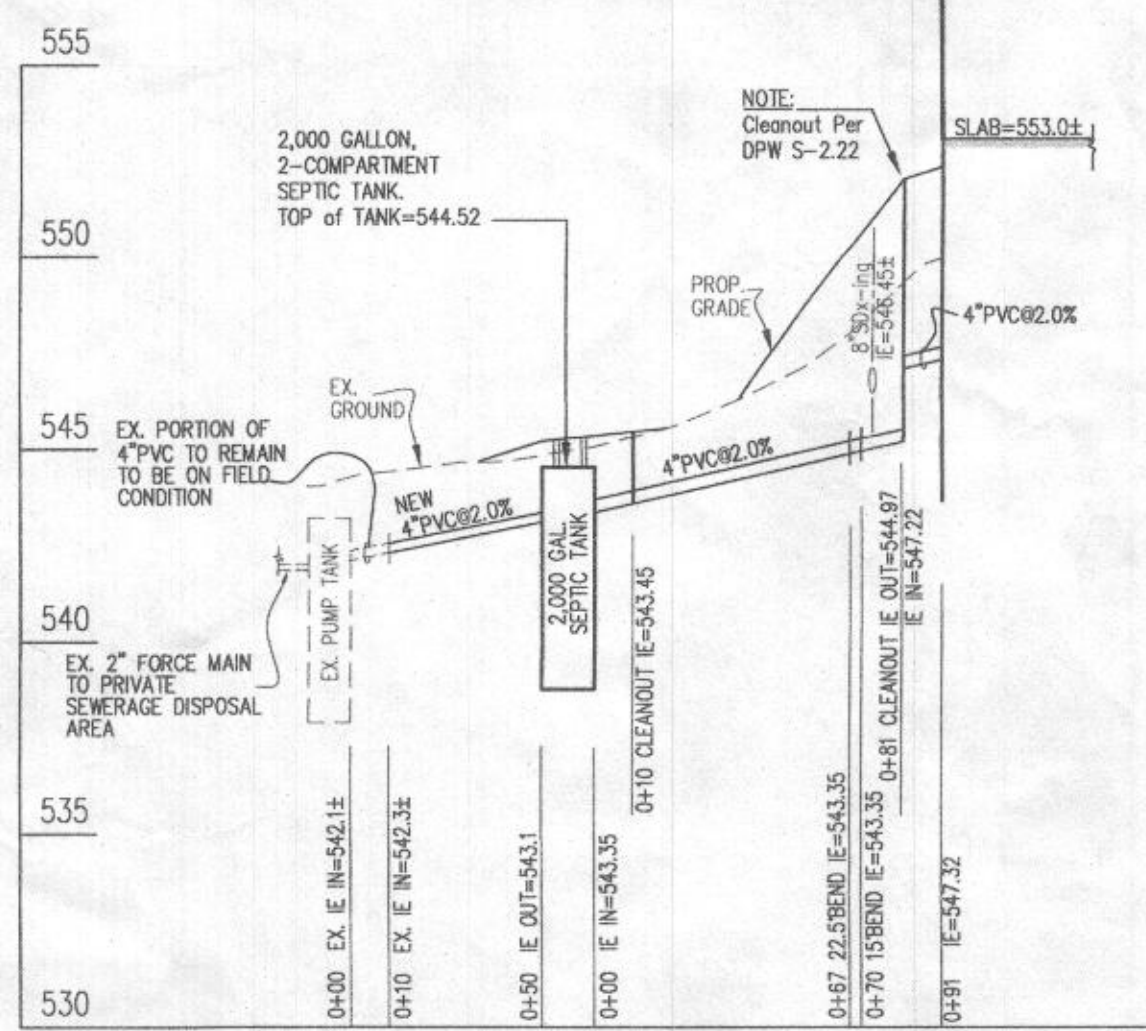 555
550
545
540
535
530
2,000 GALLON,
2-COMPARTMENT
SEPTIC TANK.
TOP of TANK=544.52
NOTE:
Cleanout Per
DPW S-2.22
SLAB=553.0±
PROP.
GRADE
8"SDx-ing
IE=546.45±
4"PVC@2.0%
EX.
GROUND
EX. PORTION OF
4"PVC TO REMAIN
TO BE ON FIELD
CONDITION
NEW
4"PVC@2.0%
4"PVC@2.0%
EX. PUMP TANK
2,000 GAL.
SEPTIC TANK
EX. 2" FORCE MAIN
TO PRIVATE
SEWERAGE DISPOSAL
AREA
0+00 EX. IE IN=542.1±
0+10 EX. IE IN=542.3±
0+50 IE OUT=543.1
0+00 IE IN=543.35
0+10 CLEANOUT IE=543.45
0+67 22.5°BEND IE=543.35
0+70 15°BEND IE=543.35
0+81 CLEANOUT IE OUT=544.97
IE IN=547.22
0+91 IE=547.32